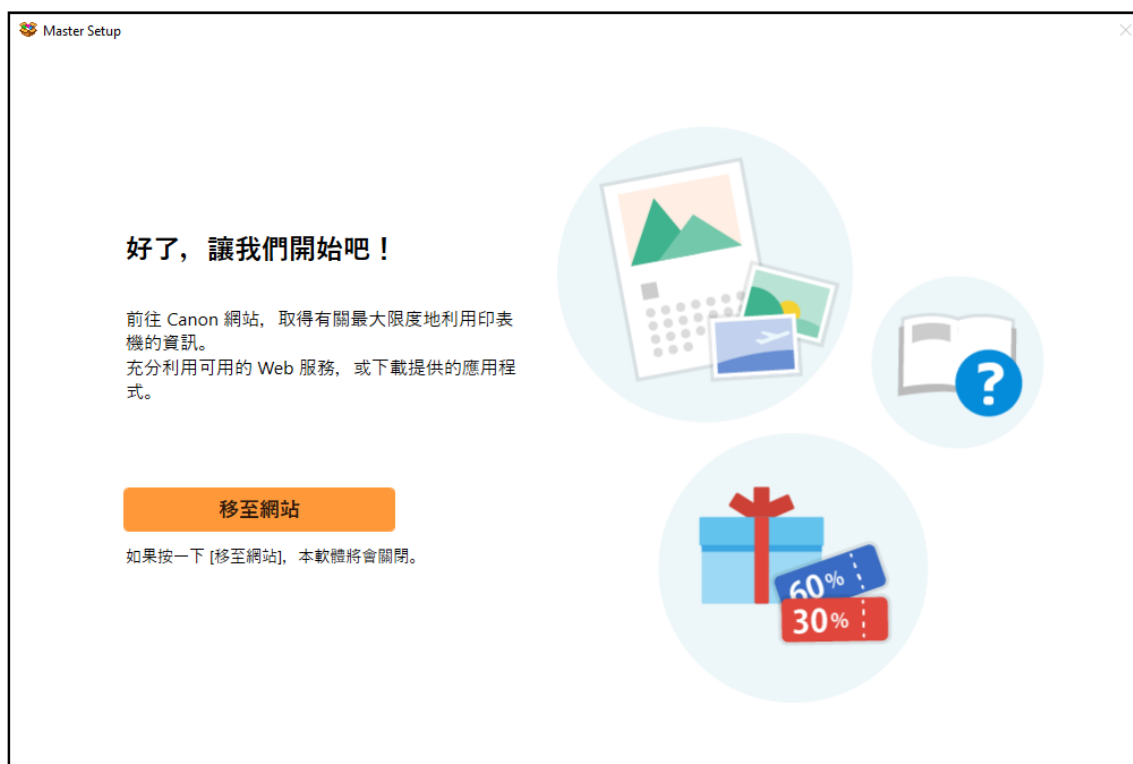 Master Setup
好了，讓我們開始吧！
前往 Canon 網站，取得有關最大限度地利用印表
機的資訊。
充分利用可用的 Web 服務，或下載提供的應用程
式。
移至網站
如果按一下 [移至網站]，本軟體將會關閉。
?
60%
30%